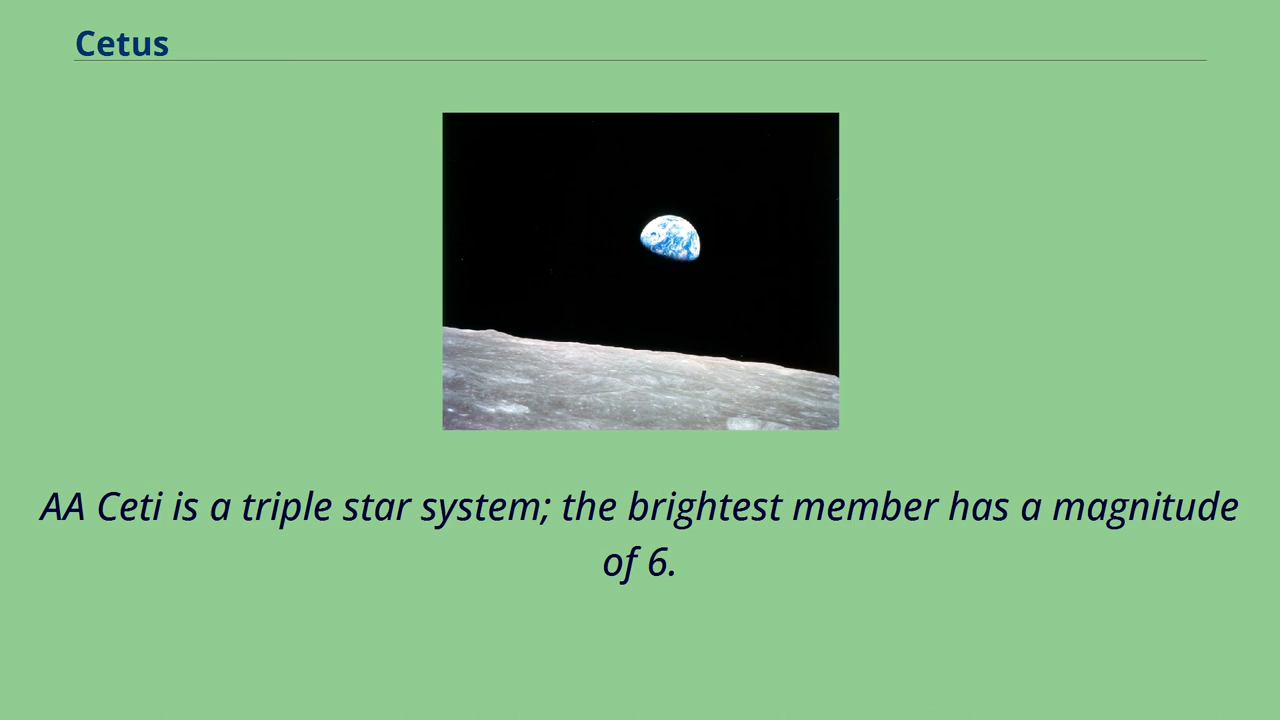 Cetus
AA Ceti is a triple star system; the brightest member has a magnitude
of 6.